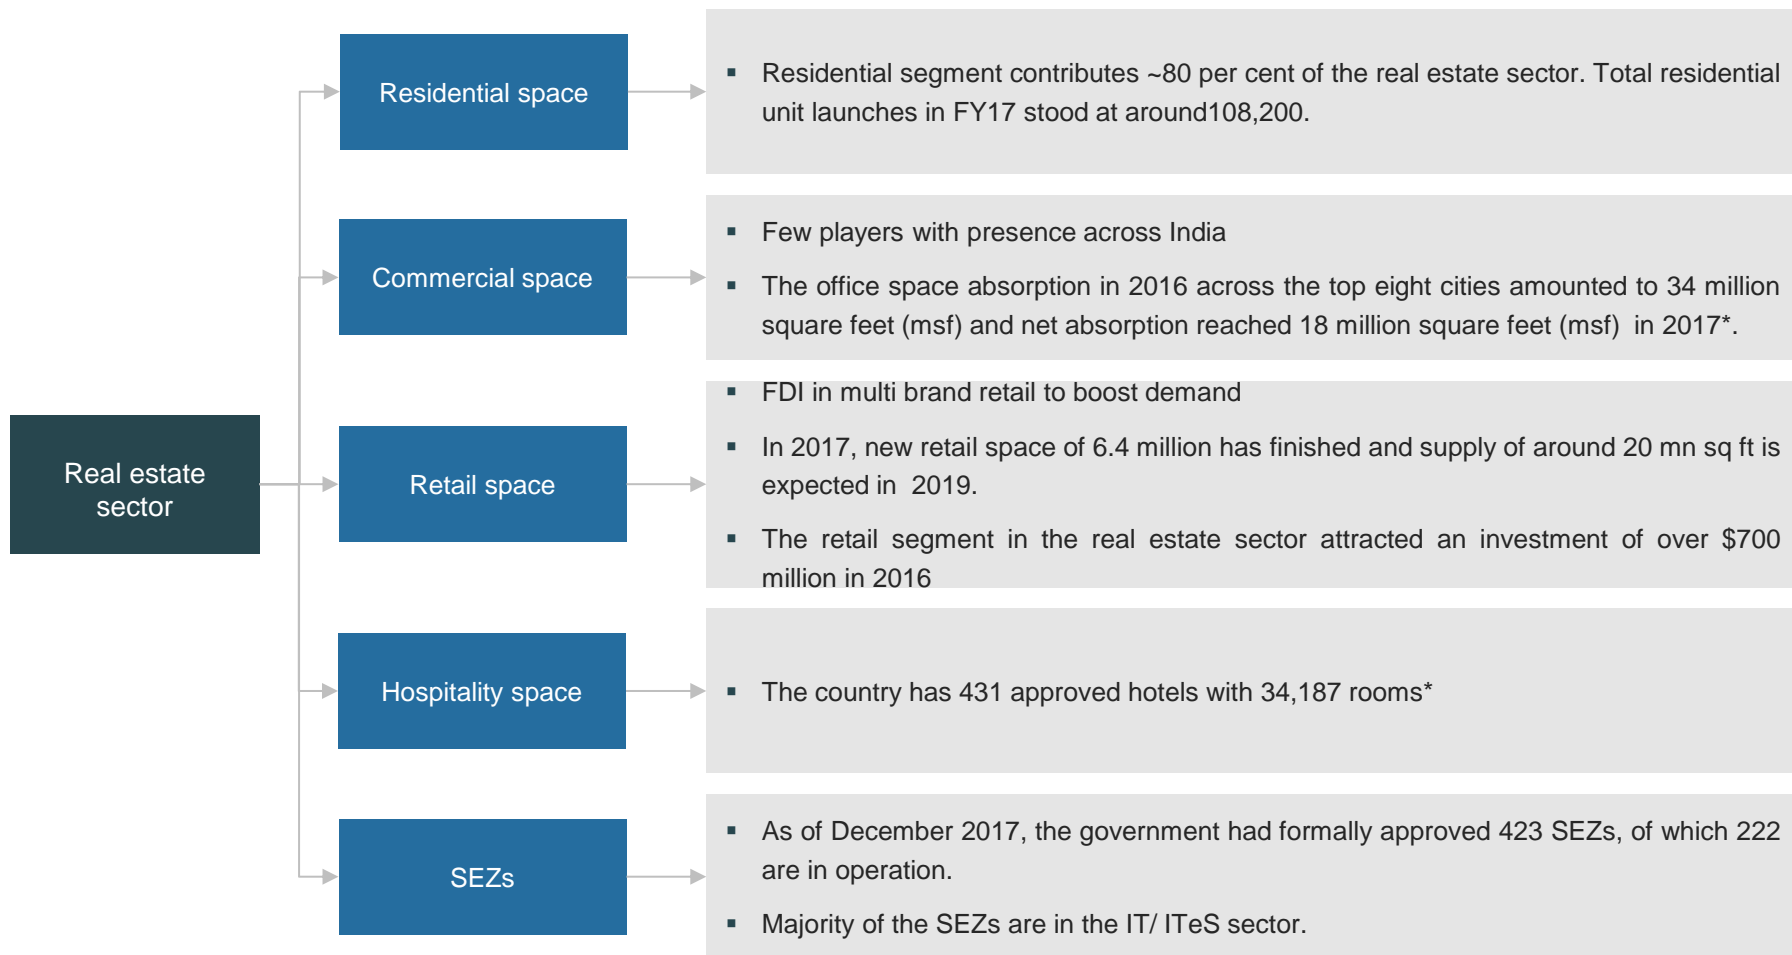 Residential space
Residential segment contributes ~80 per cent of the real estate sector. Total residential
unit launches in FY17 stood at around108,200.
Commercial space
▪ Few players with presence across India
▪ The office space absorption in 2016 across the top eight cities amounted to 34 million
square feet (msf) and net absorption reached 18 million square feet (msf) in 2017*.
Real estate
sector
Retail space
▪ FDI in multi brand retail to boost demand
▪ In 2017, new retail space of 6.4 million has finished and supply of around 20 mn sq ft is
expected in 2019.
▪ The retail segment in the real estate sector attracted an investment of over $700
million in 2016
Hospitality space
▪ The country has 431 approved hotels with 34,187 rooms*
SEZs
▪ As of December 2017, the government had formally approved 423 SEZs, of which 222
are in operation.
▪ Majority of the SEZs are in the IT/ ITeS sector.